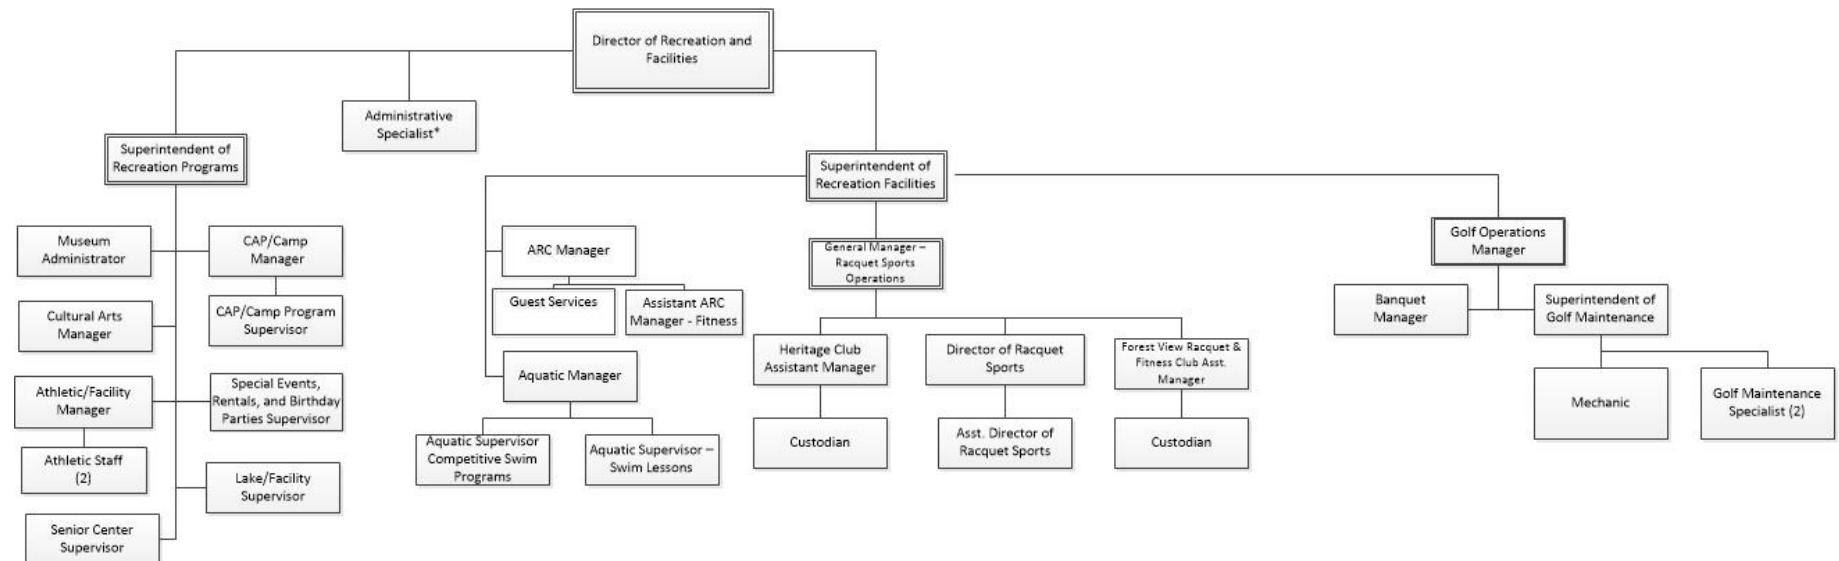 Director of Recreation and
Facilities
Administrative
Specialist*
Superintendent of
Recreation Programs
Superintendent of
Recreation Facilities
Museum
Administrator
CAP/Camp
Manager
Cultural Arts
Manager
CAP/Camp Program
Supervisor
Athletic/Facility
Manager
Special Events,
Rentals, and Birthday
Parties Supervisor
Athletic Staff
(2)
Lake/Facility
Supervisor
Senior Center
Supervisor
ARC Manager
Guest Services
Assistant ARC
Manager - Fitness
Aquatic Manager
Aquatic Supervisor
Competitive Swim
Programs
Aquatic Supervisor –
Swim Lessons
General Manager –
Racquet Sports
Operations
Heritage Club
Assistant Manager
Director of Racquet
Sports
Forest View Racquet &
Fitness Club Asst.
Manager
Custodian
Asst. Director of
Racquet Sports
Custodian
Golf Operations
Manager
Banquet
Manager
Superintendent of
Golf Maintenance
Mechanic
Golf Maintenance
Specialist (2)